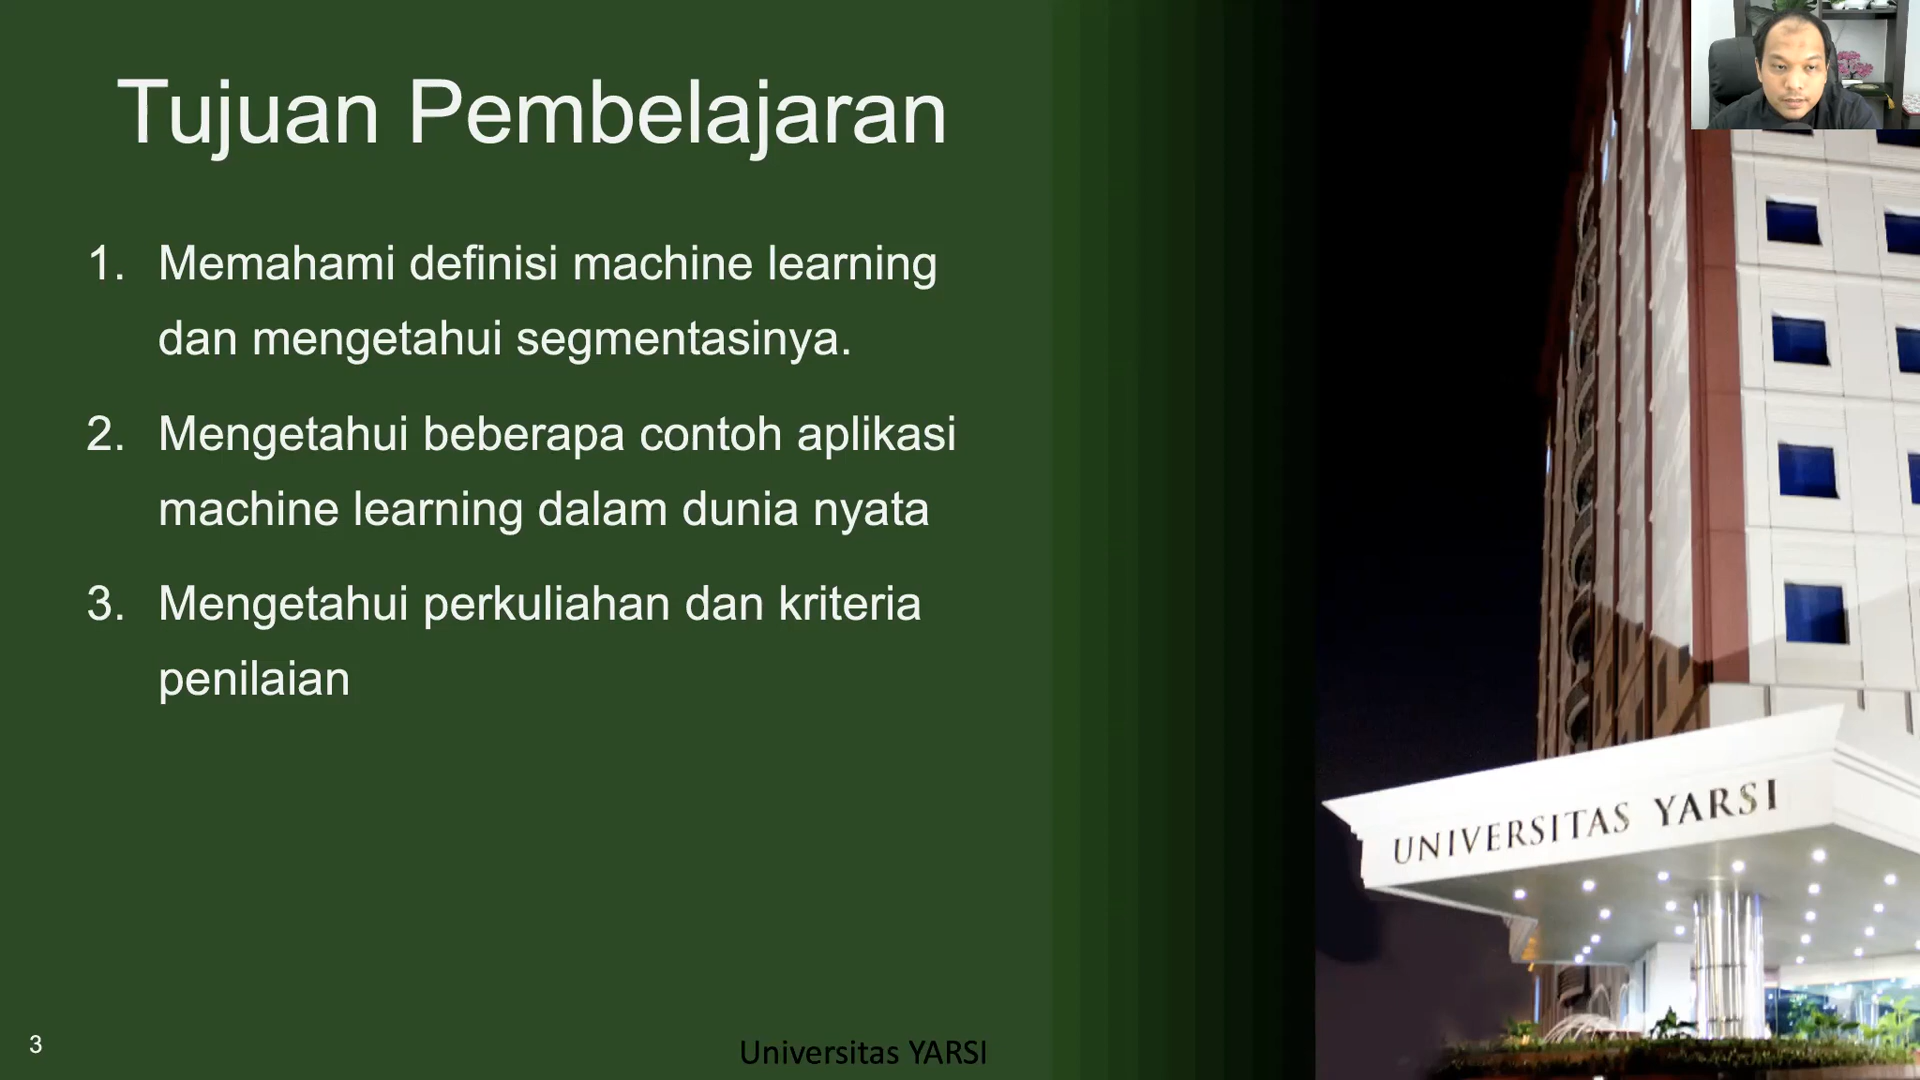 Tujuan Pembelajaran
1. Memahami definisi machine learning
dan mengetahui segmentasinya.
2. Mengetahui beberapa contoh aplikasi
machine learning dalam dunia nyata
3. Mengetahui perkuliahan dan kriteria
penilaian
UNIVERSITAS YARSI
3
Universitas YARSI